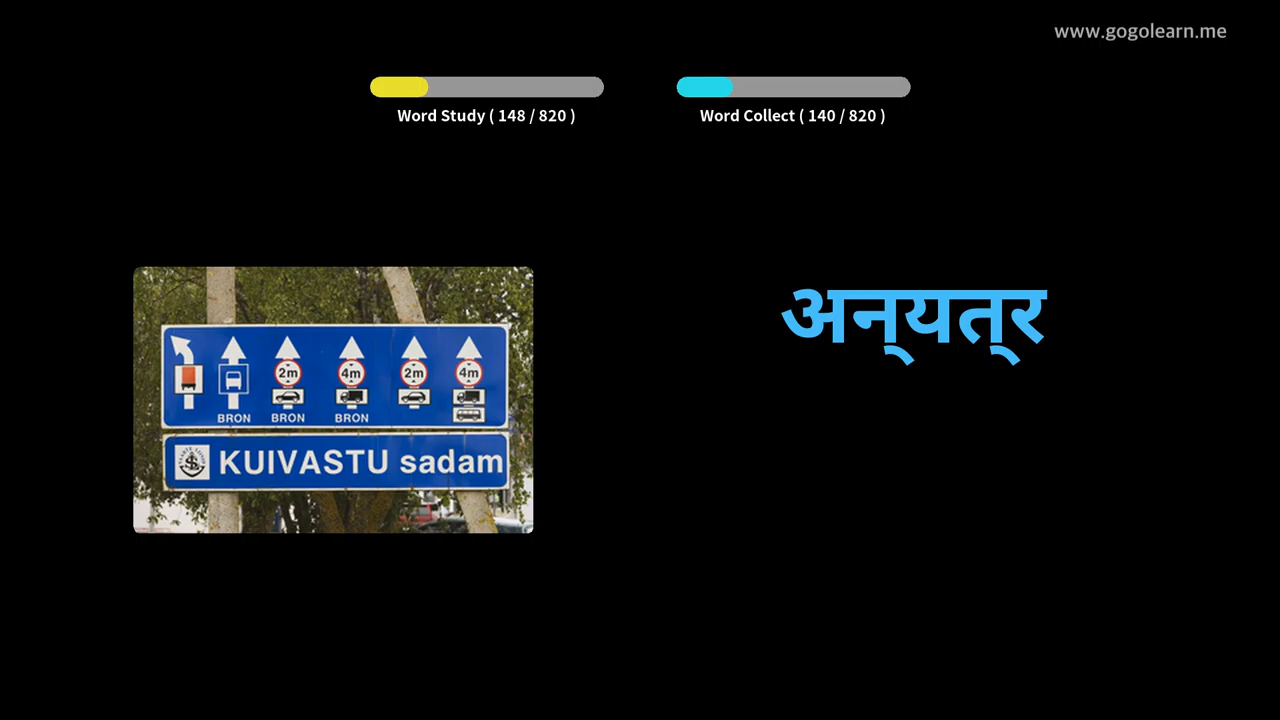 www.gogolearn.me
Word Study ( 148 / 820 )
Word Collect ( 140 / 820 )
अन्‌यत्‌र
2m
4m
2m
4m
BRON
BRON
BRON
KUIVASTU sadam